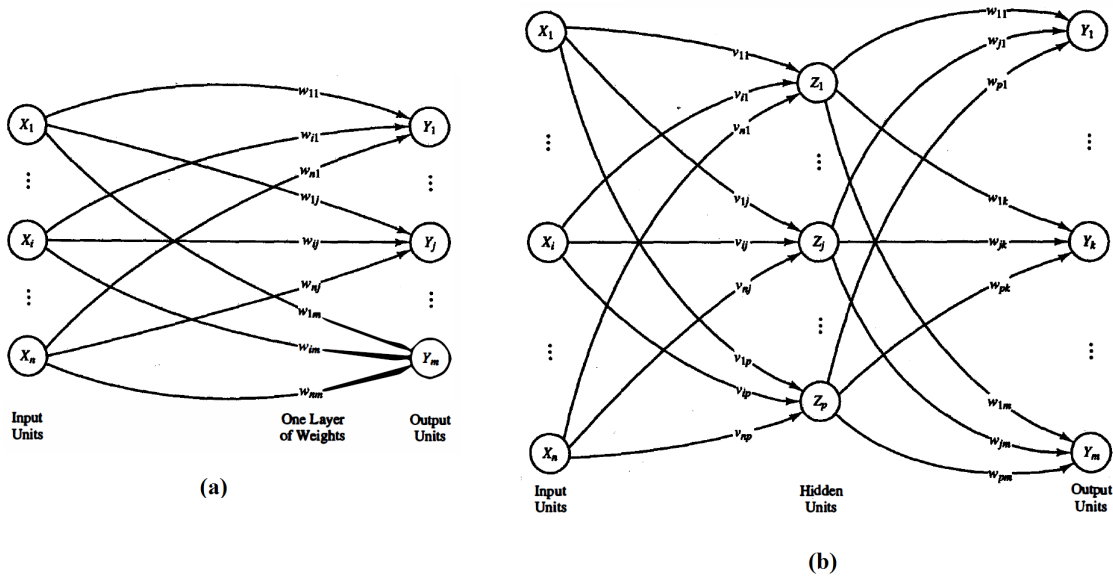 X1
Xi
Xn
w11
wi1
wn1
w1j
wij
wnj
w1m
wim
wnm
Y1
Yj
Ym
Input
Units
One Layer
of Weights
Output
Units
(a)
X1
Xi
Xn
v11
vi1
vn1
v1j
vij
vnj
v1p
vip
vnp
Z1
Zj
Zp
w11
wj1
wp1
w1k
wjk
wpk
w1m
wjm
wpm
Y1
Yk
Ym
Input
Units
Hidden
Units
Output
Units
(b)